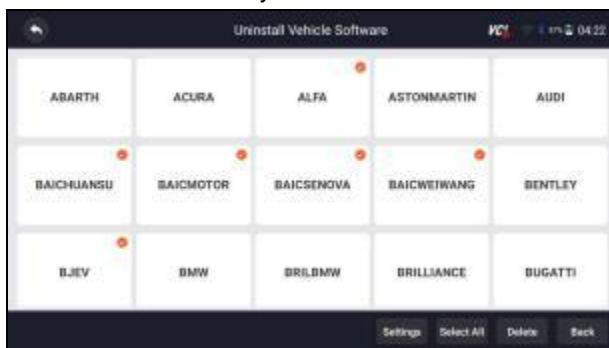 Uninstall Vehicle Software VCI 04:22
ABARTH ACURA ALFA ASTONMARTIN AUDI
BAICHUANSU BAICMOTOR BAICSENOVA BAICWEIWANG BENTLEY
BJEV BMW BRILBMW BRILLIANCE BUGATTI
Settings Select All Delete Back